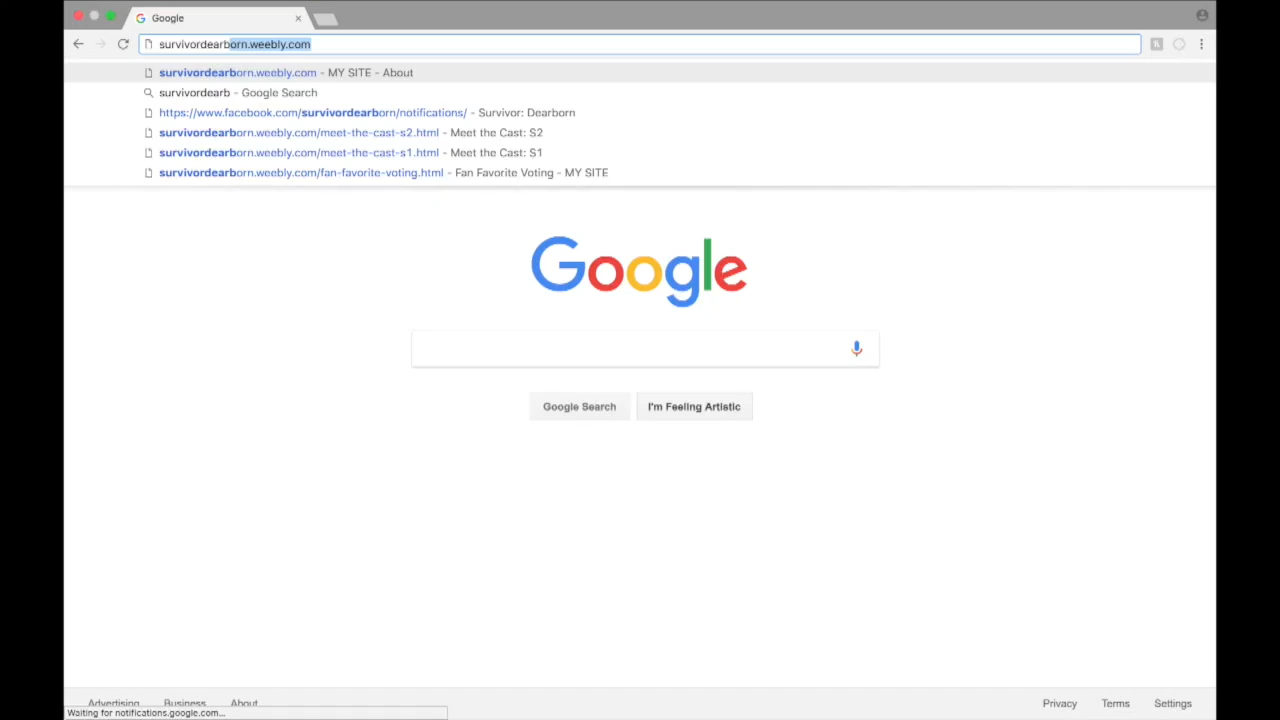 Google
survivordearborn.weebly.com
survivordearborn.weebly.com - MY SITE - About
survivordearb - Google Search
https://www.facebook.com/survivordearborn/notifications/ - Survivor: Dearborn
survivordearborn.weebly.com/meet-the-cast-s2.html - Meet the Cast: S2
survivordearborn.weebly.com/meet-the-cast-s1.html - Meet the Cast: S1
survivordearborn.weebly.com/fan-favorite-voting.html - Fan Favorite Voting - MY SITE
Google
Google Search I'm Feeling Artistic
Advertising Business About Privacy Terms Settings
Waiting for notifications.google.com...